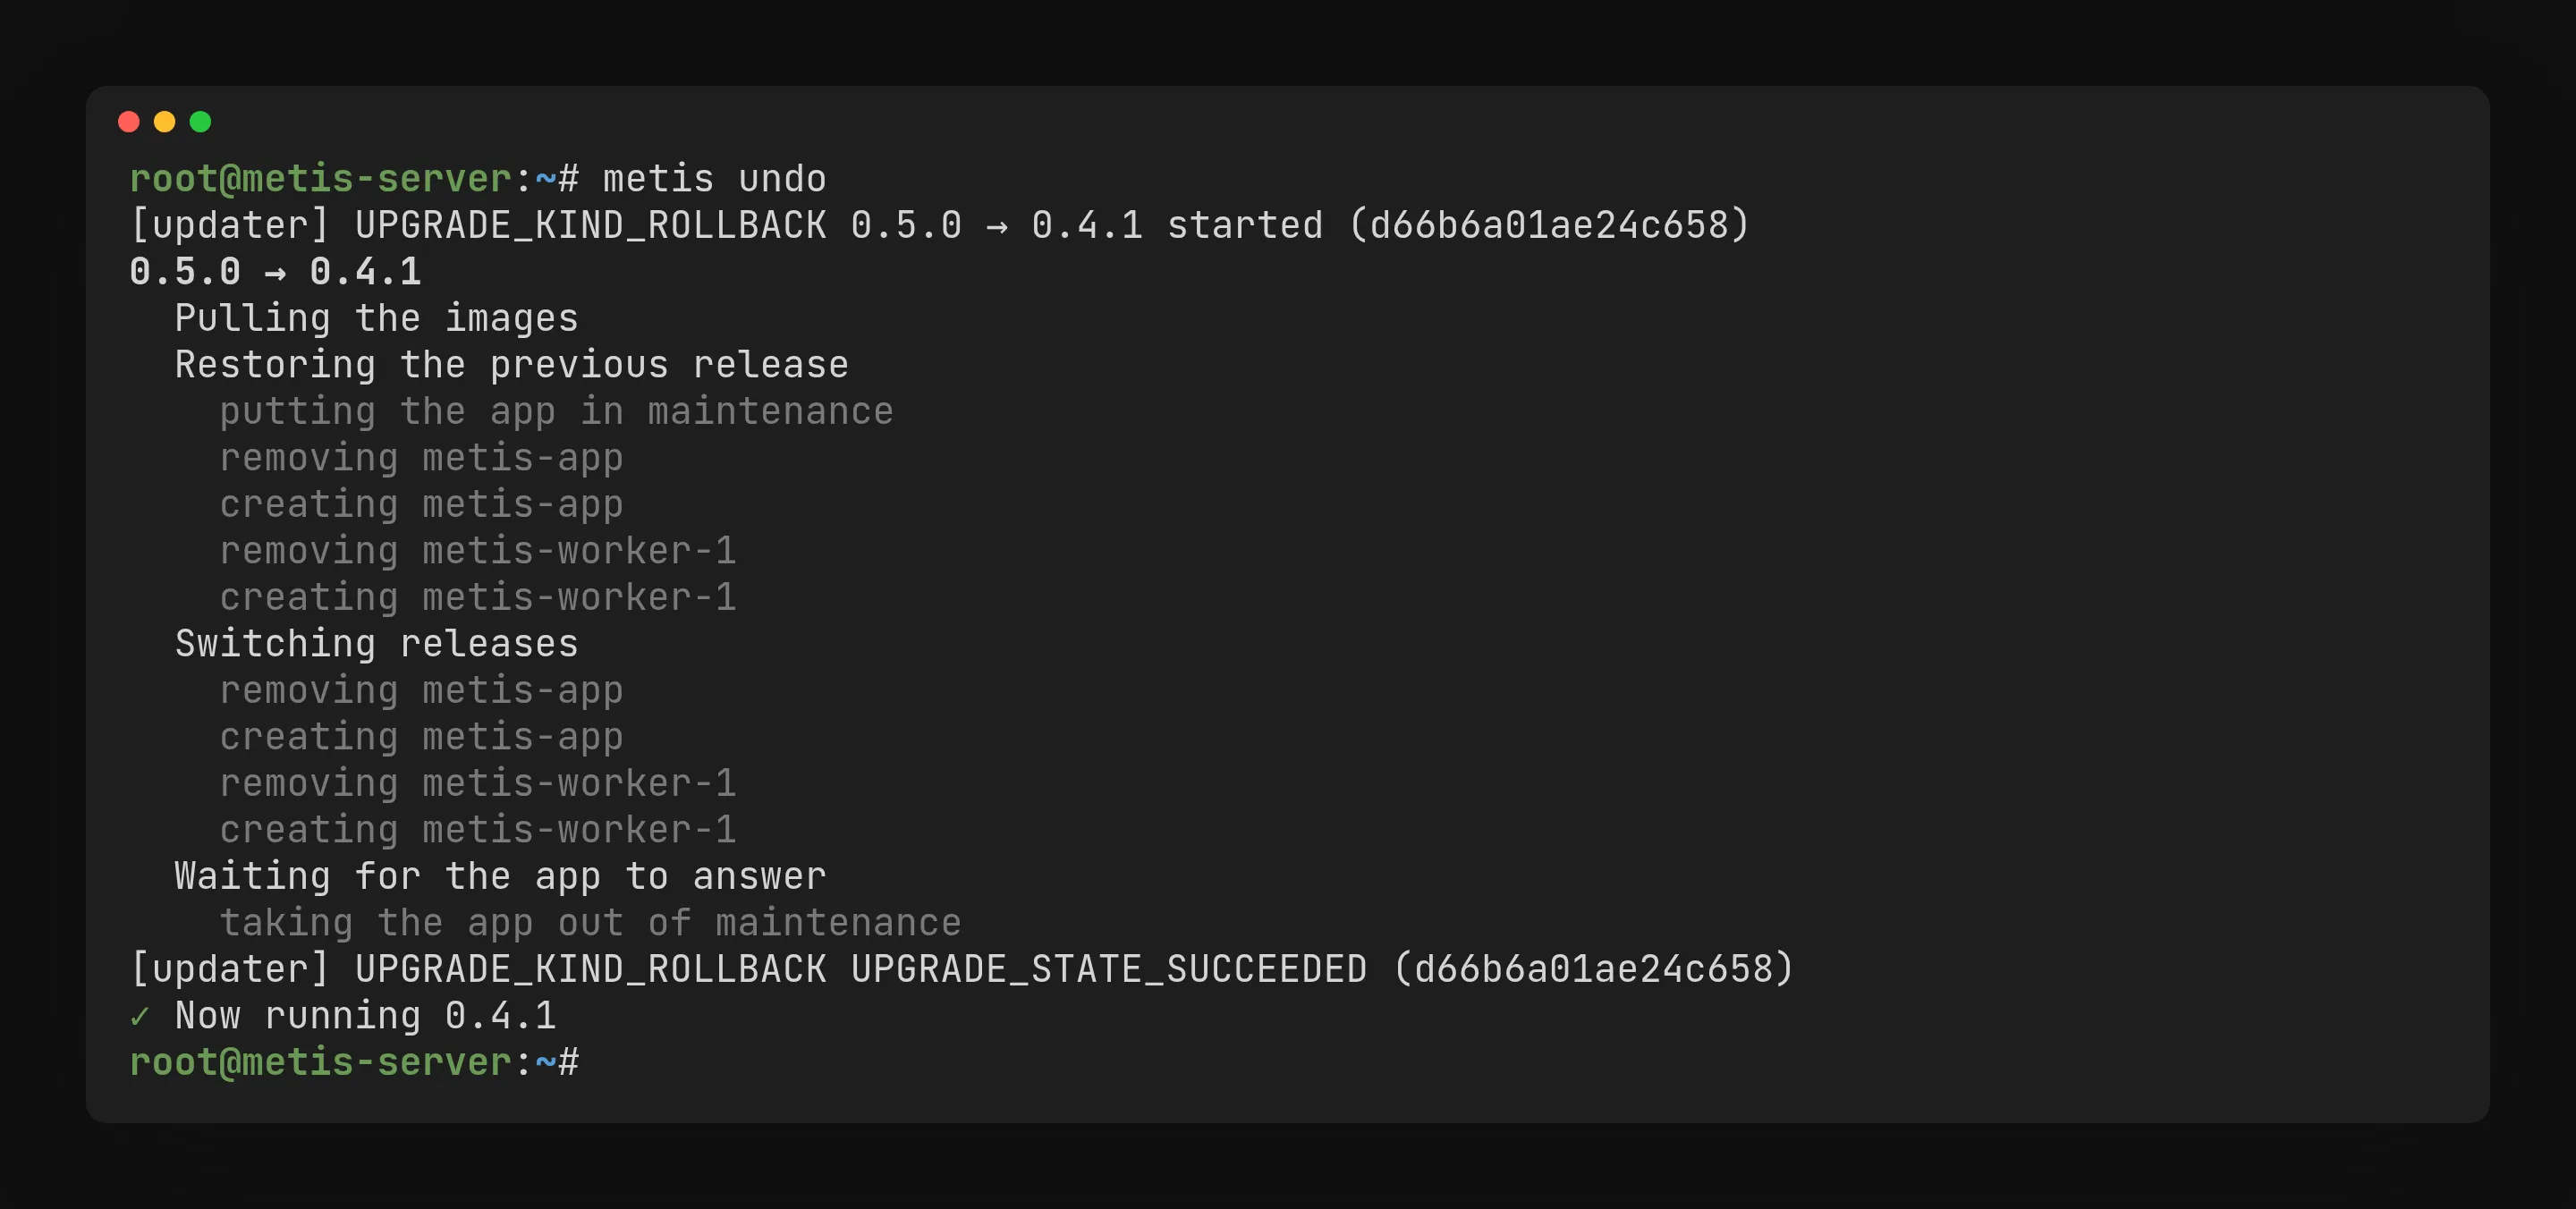 root@metis-server:~# metis undo
[updater] UPGRADE_KIND_ROLLBACK 0.5.0 → 0.4.1 started (d66b6a01ae24c658)
0.5.0 → 0.4.1
  Pulling the images
  Restoring the previous release
    putting the app in maintenance
    removing metis-app
    creating metis-app
    removing metis-worker-1
    creating metis-worker-1
  Switching releases
    removing metis-app
    creating metis-app
    removing metis-worker-1
    creating metis-worker-1
  Waiting for the app to answer
    taking the app out of maintenance
[updater] UPGRADE_KIND_ROLLBACK UPGRADE_STATE_SUCCEEDED (d66b6a01ae24c658)
✓ Now running 0.4.1
root@metis-server:~#